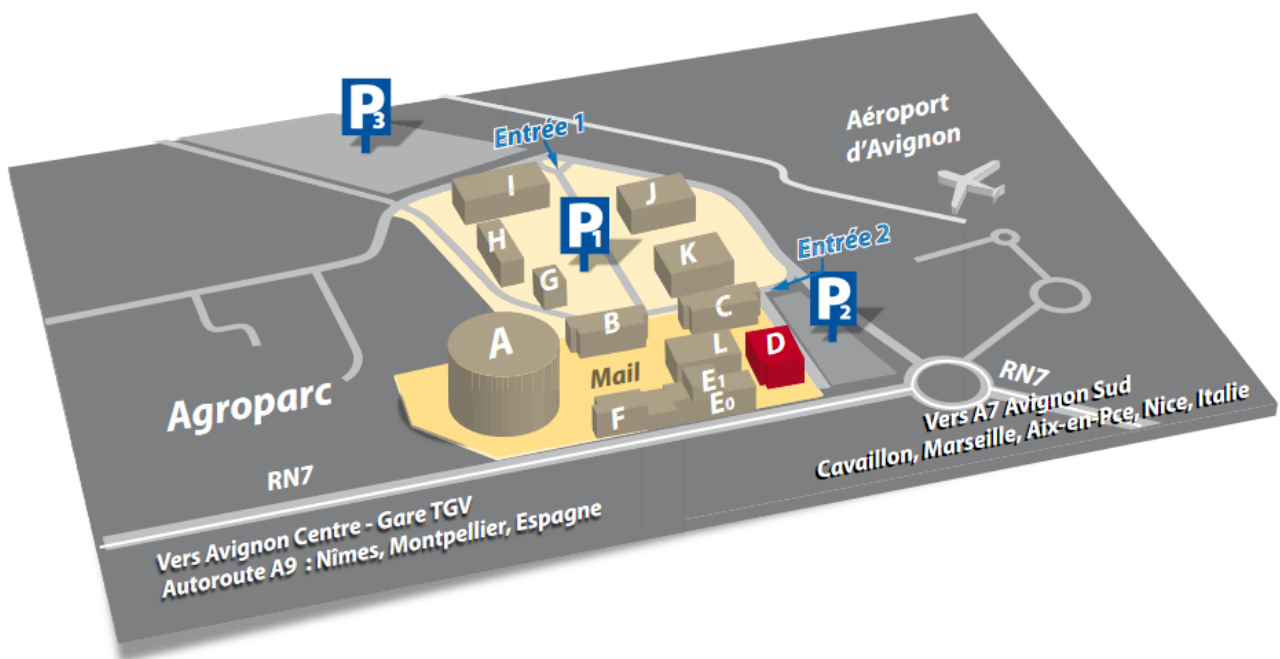 P3
Entrée 1
Aéroport
d'Avignon
I
J
P1
H
Entrée 2
K
G
P2
C
B
A
L
D
Mail
E1
RN7
Agroparc
E0
F
Vers A7 Avignon Sud
Cavaillon, Marseille, Aix-en-Pce, Nice, Italie
RN7
Vers Avignon Centre - Gare TGV
Autoroute A9 : Nîmes, Montpellier, Espagne